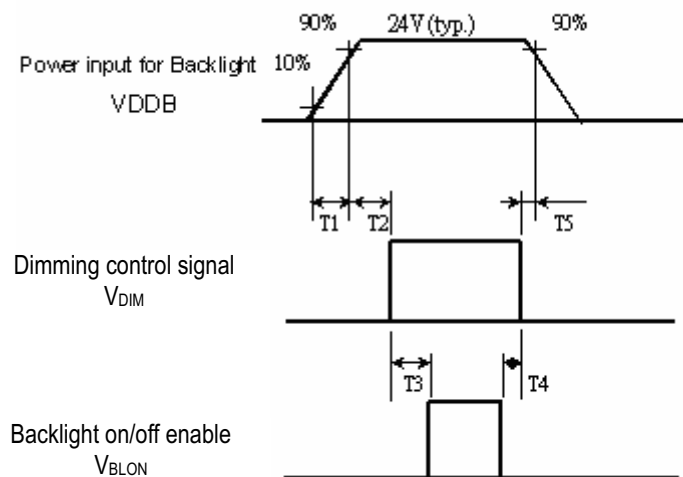 90% 24V (typ.) 90%
Power input for Backlight 10%
VDDB
T1 T2 T5
Dimming control signal
VDIM
T3 T4
Backlight on/off enable
VBLON